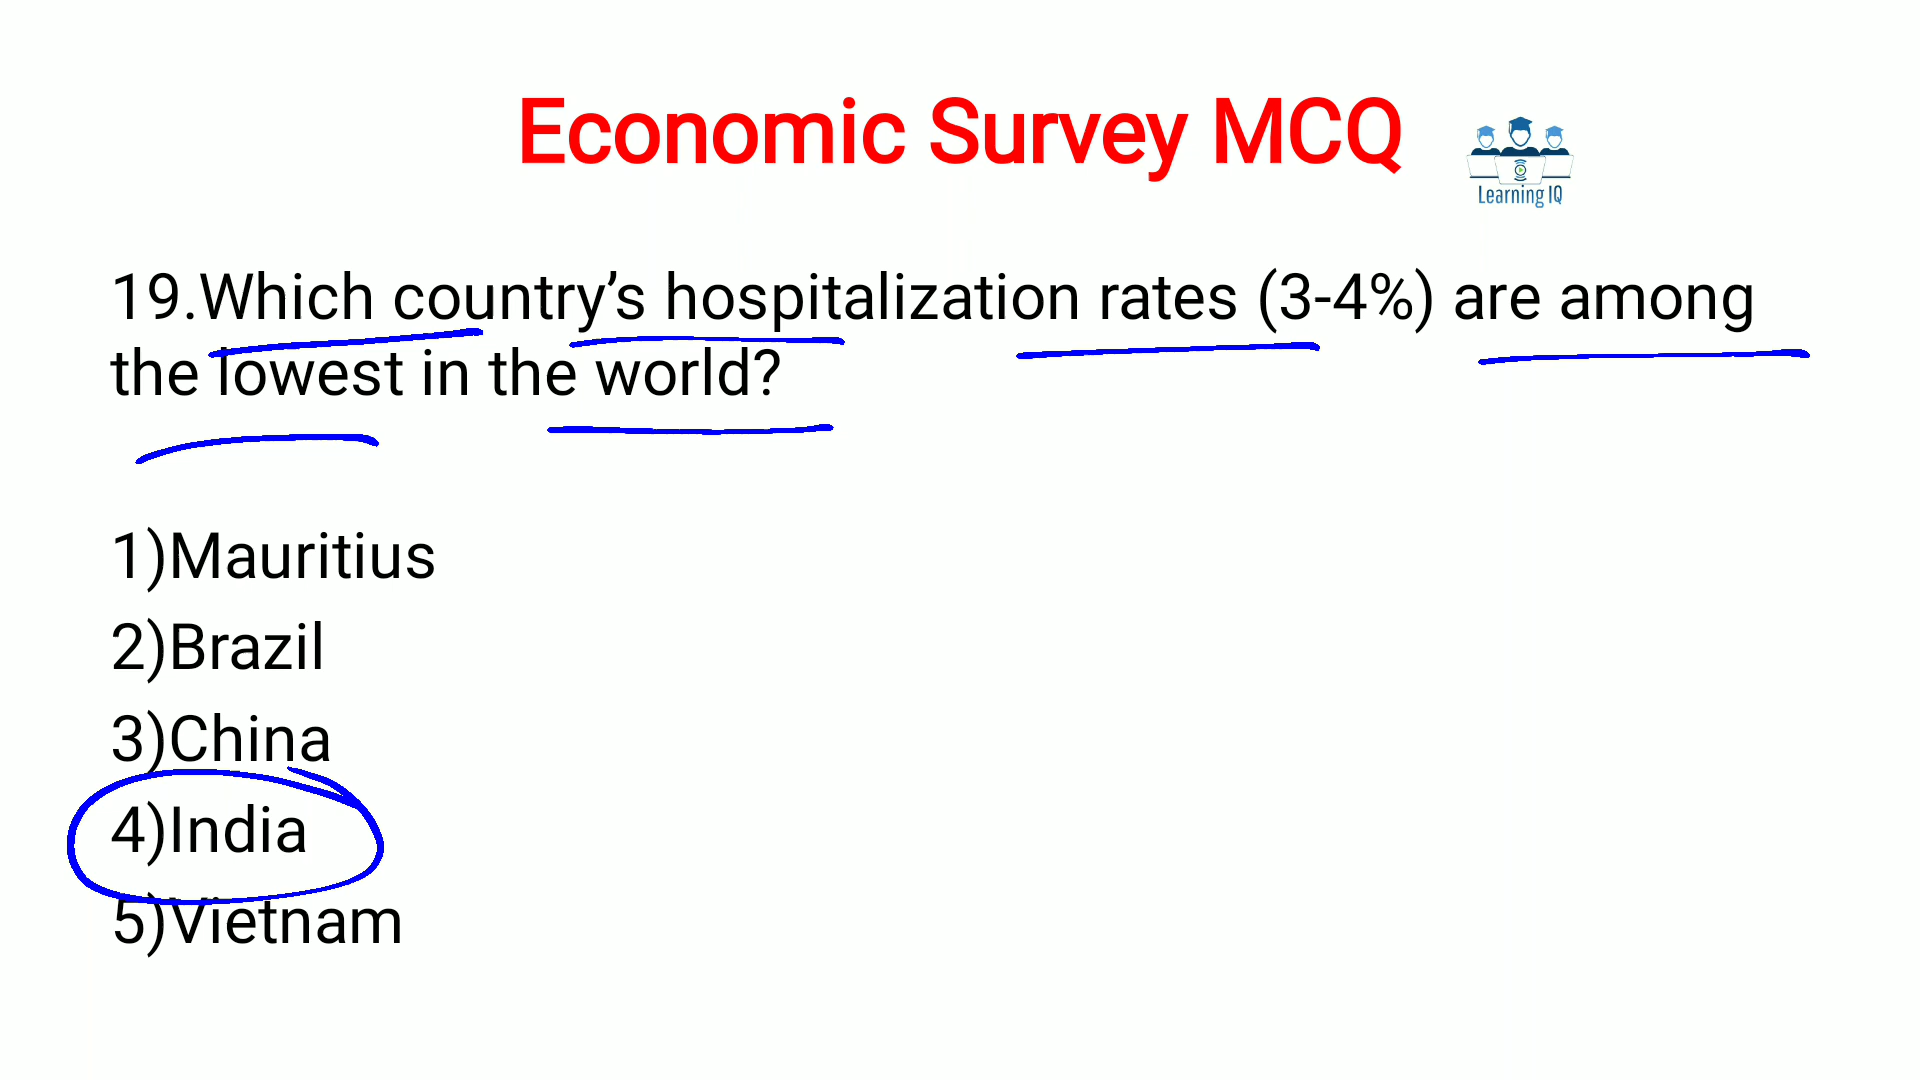 Economic Survey MCQ
Learning IQ
19.Which country’s hospitalization rates (3-4%) are among
the lowest in the world?
1)Mauritius
2)Brazil
3)China
4)India
5)Vietnam